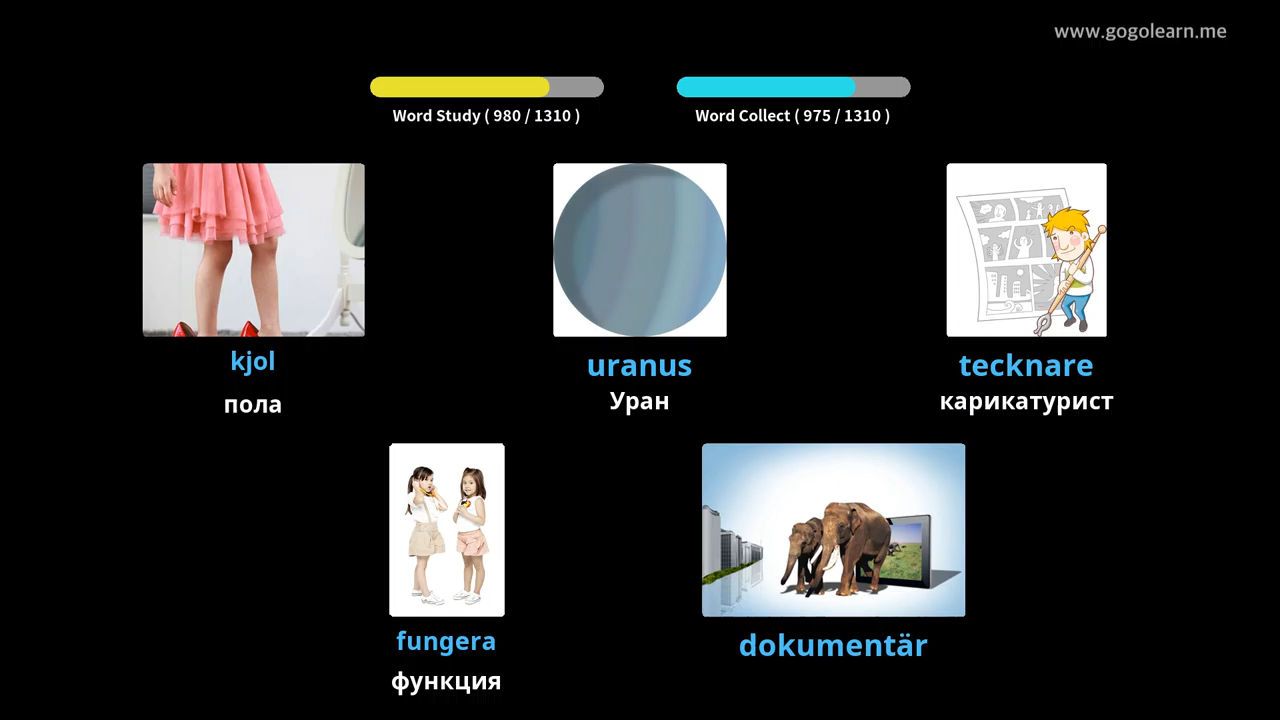 www.gogolearn.me
Word Study ( 980 / 1310 )
Word Collect ( 975 / 1310 )
kjol
пола
uranus
Уран
tecknare
карикатурист
fungera
функция
dokumentär